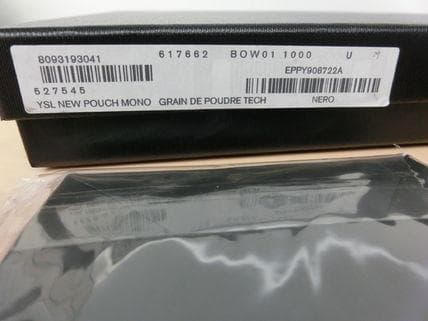 8093193041 617662 BOW01 1000 U
EPPY908722A
527545
YSL NEW POUCH MONO GRAIN DE POUDRE TECH NERO